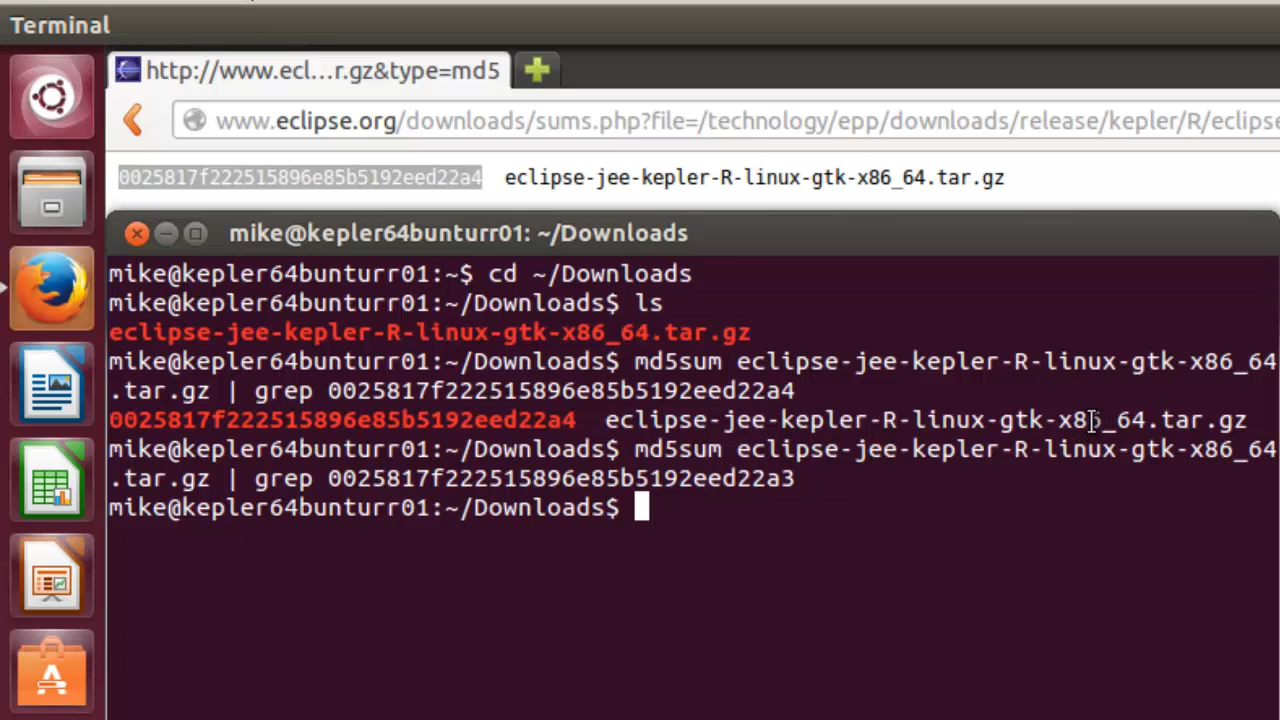 Terminal
http://www.ecl...r.gz&type=md5
www.eclipse.org/downloads/sums.php?file=/technology/epp/downloads/release/kepler/R/eclipse
0025817f222515896e85b5192eed22a4 eclipse-jee-kepler-R-linux-gtk-x86_64.tar.gz
mike@kepler64bunturr01: ~/Downloads
mike@kepler64bunturr01:~$ cd ~/Downloads
mike@kepler64bunturr01:~/Downloads$ ls
eclipse-jee-kepler-R-linux-gtk-x86_64.tar.gz
mike@kepler64bunturr01:~/Downloads$ md5sum eclipse-jee-kepler-R-linux-gtk-x86_64
.tar.gz | grep 0025817f222515896e85b5192eed22a4
0025817f222515896e85b5192eed22a4 eclipse-jee-kepler-R-linux-gtk-x86_64.tar.gz
mike@kepler64bunturr01:~/Downloads$ md5sum eclipse-jee-kepler-R-linux-gtk-x86_64
.tar.gz | grep 0025817f222515896e85b5192eed22a3
mike@kepler64bunturr01:~/Downloads$